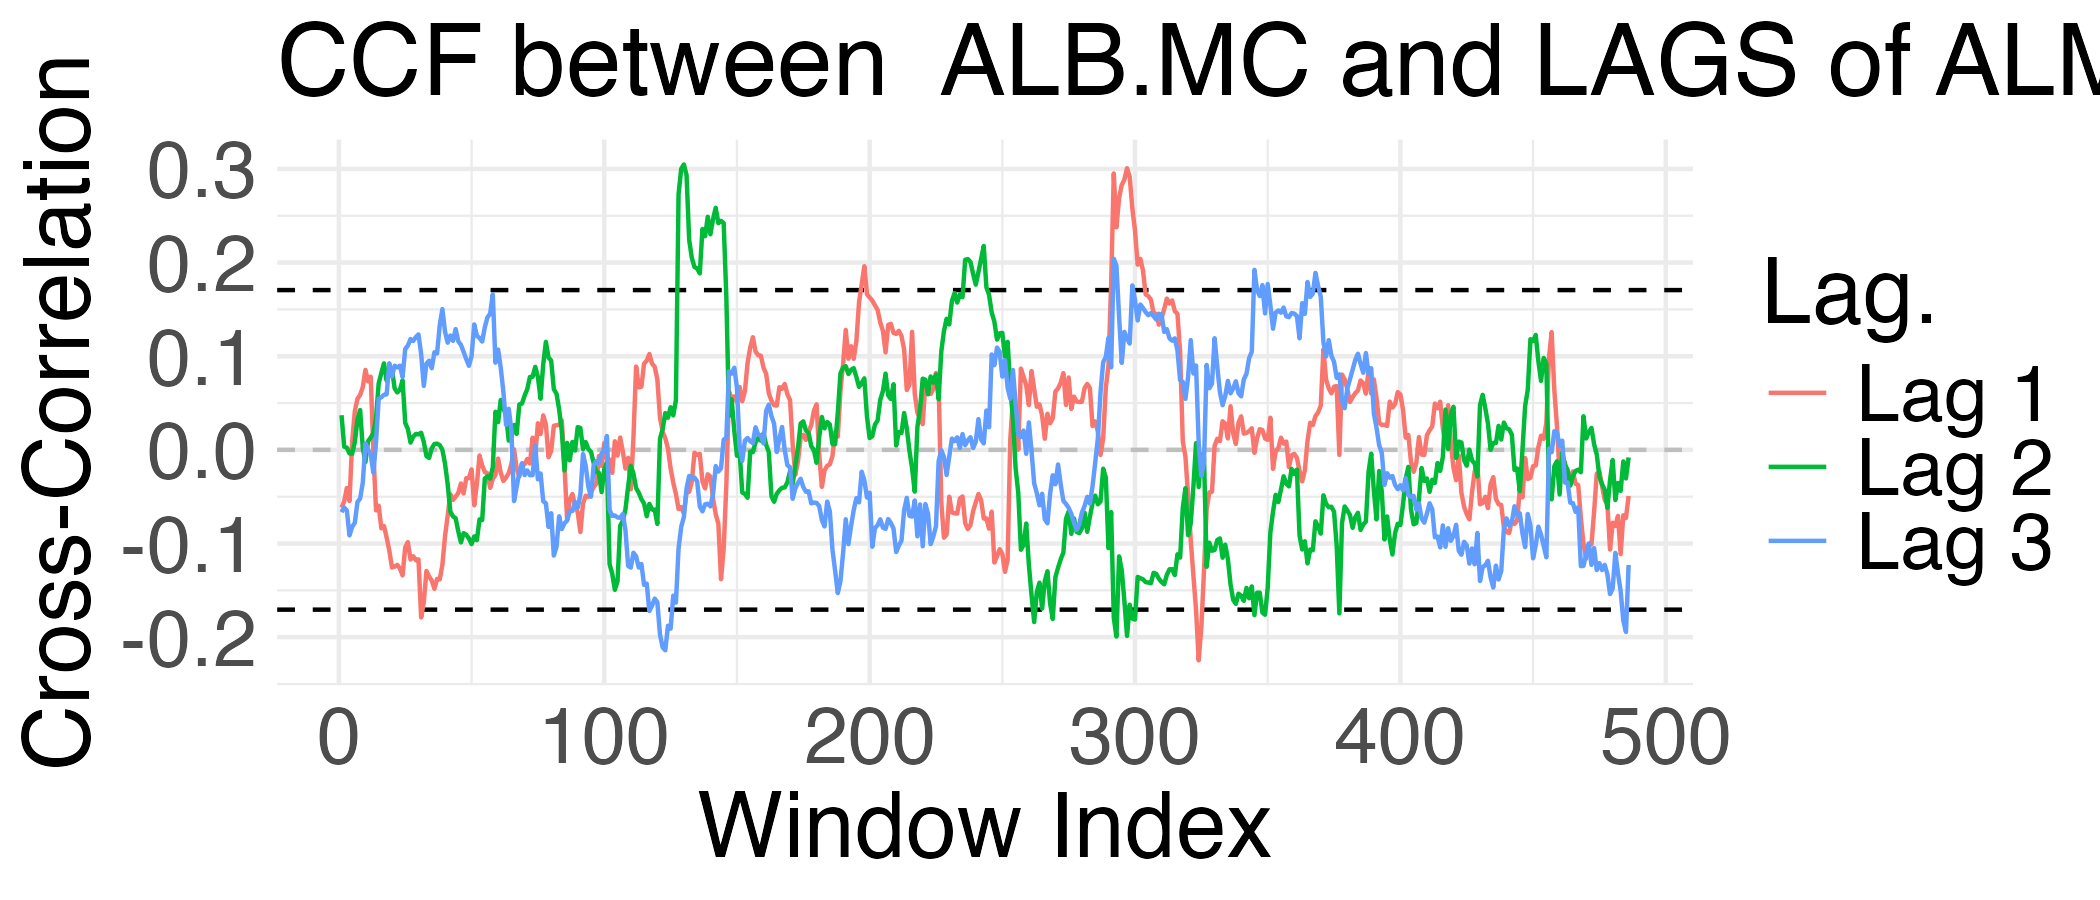 CCF between  ALB.MC and LAGS of ALM
Cross-Correlation
0.3
0.2
0.1
0.0
-0.1
-0.2
0
100
200
300
400
500
Window Index
Lag.
Lag 1
Lag 2
Lag 3